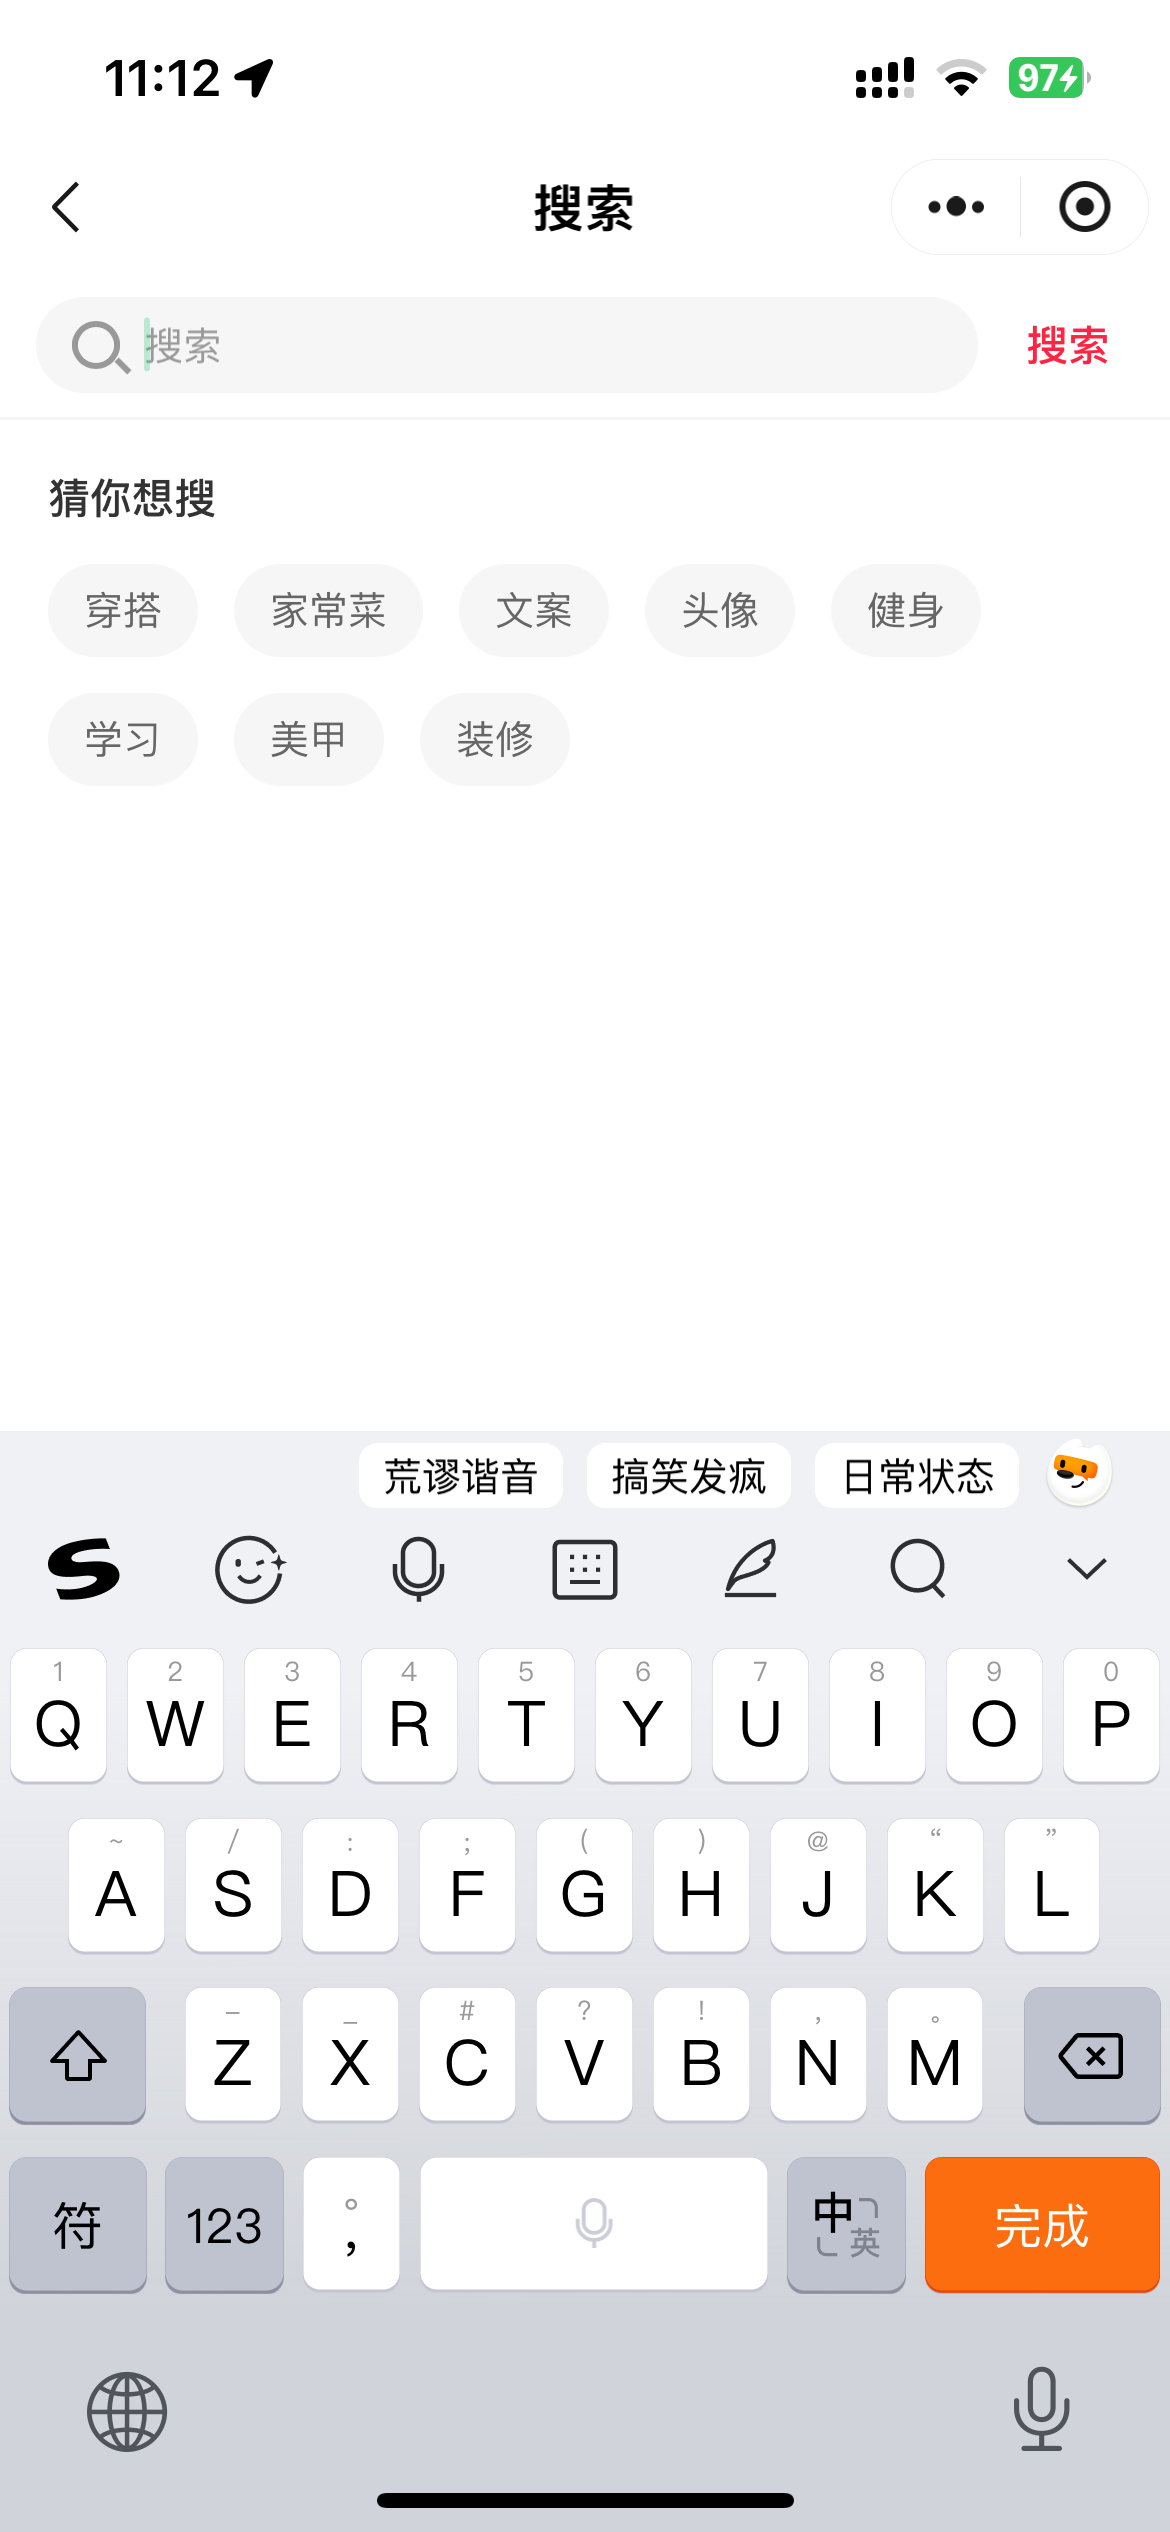 11:12
97
搜索
搜索 搜索
猜你想搜
穿搭 家常菜 文案 头像 健身
学习 美甲 装修
荒谬谐音 搞笑发疯 日常状态
1 2 3 4 5 6 7 8 9 0
Q W E R T Y U I O P
~ / : ; ( ) @ “ ”
A S D F G H J K L
– _ # ? ! , 。
Z X C V B N M
符 123 。, 中 英 完成